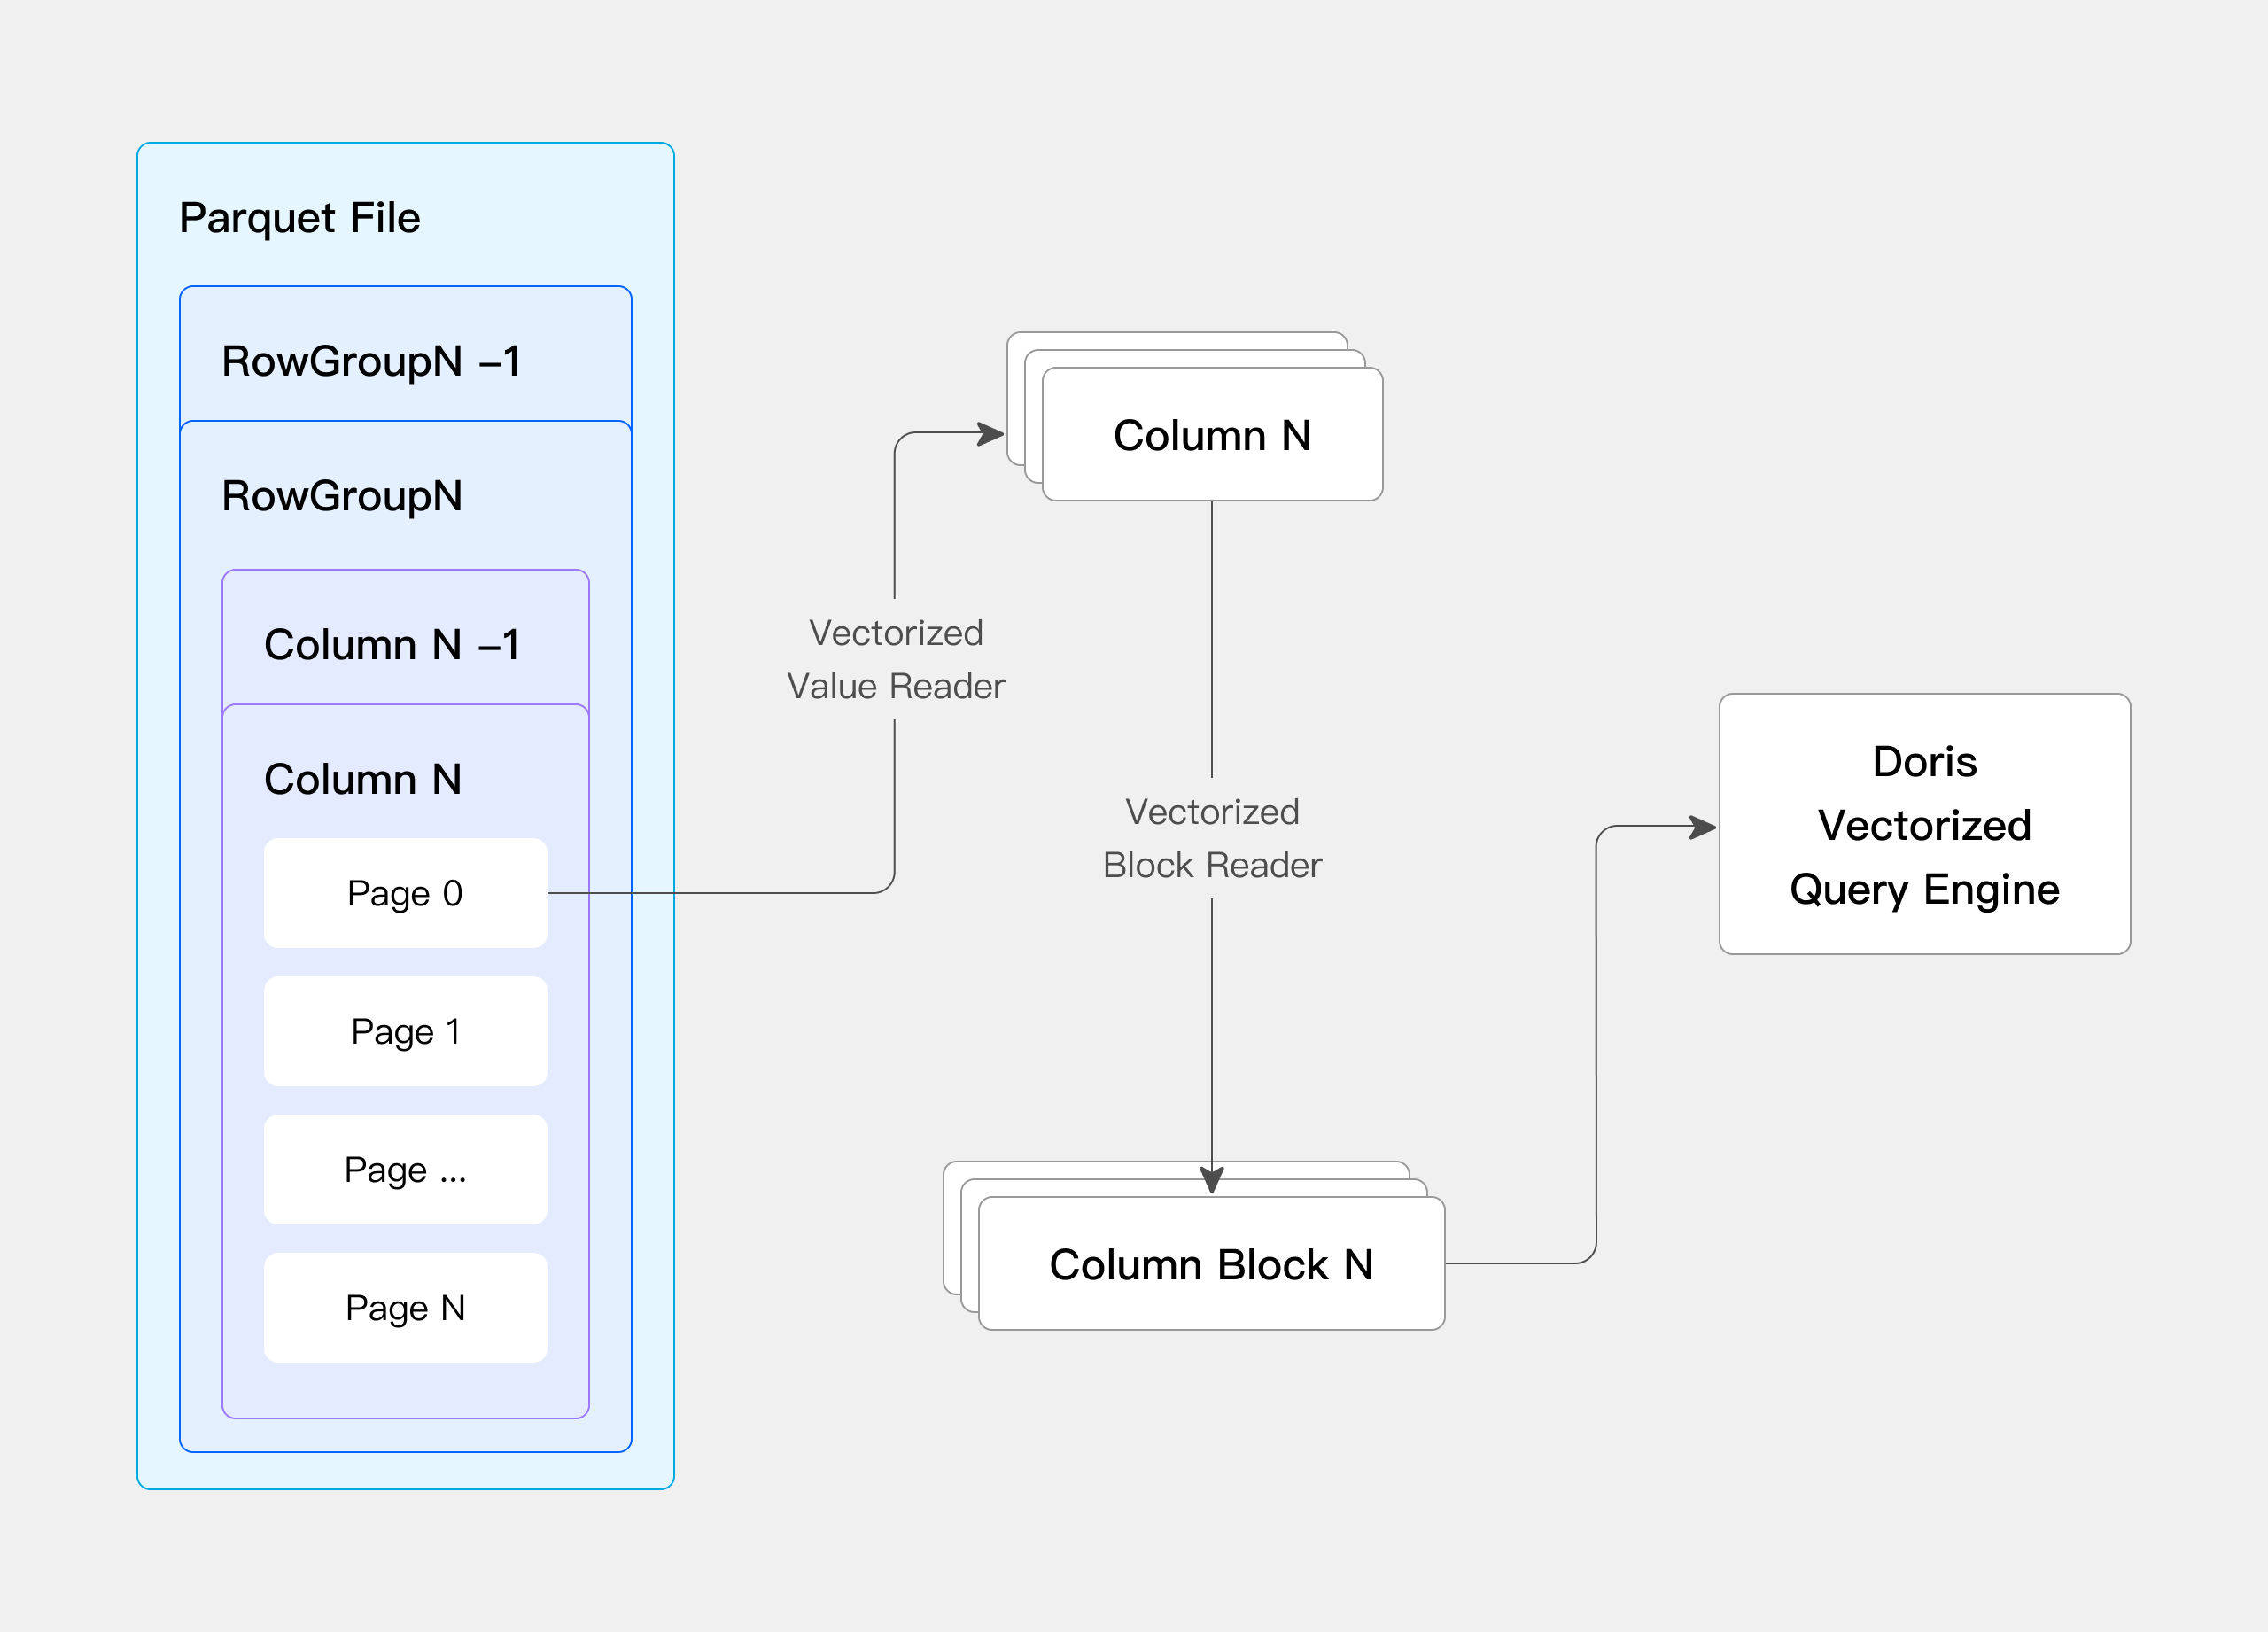 Parquet File
RowGroupN –1
RowGroupN
Column N –1
Column N
Page 0
Page 1
Page ...
Page N
Vectorized
Value Reader
Column N
Vectorized
Block Reader
Column Block N
Doris
Vectorized
Query Engine